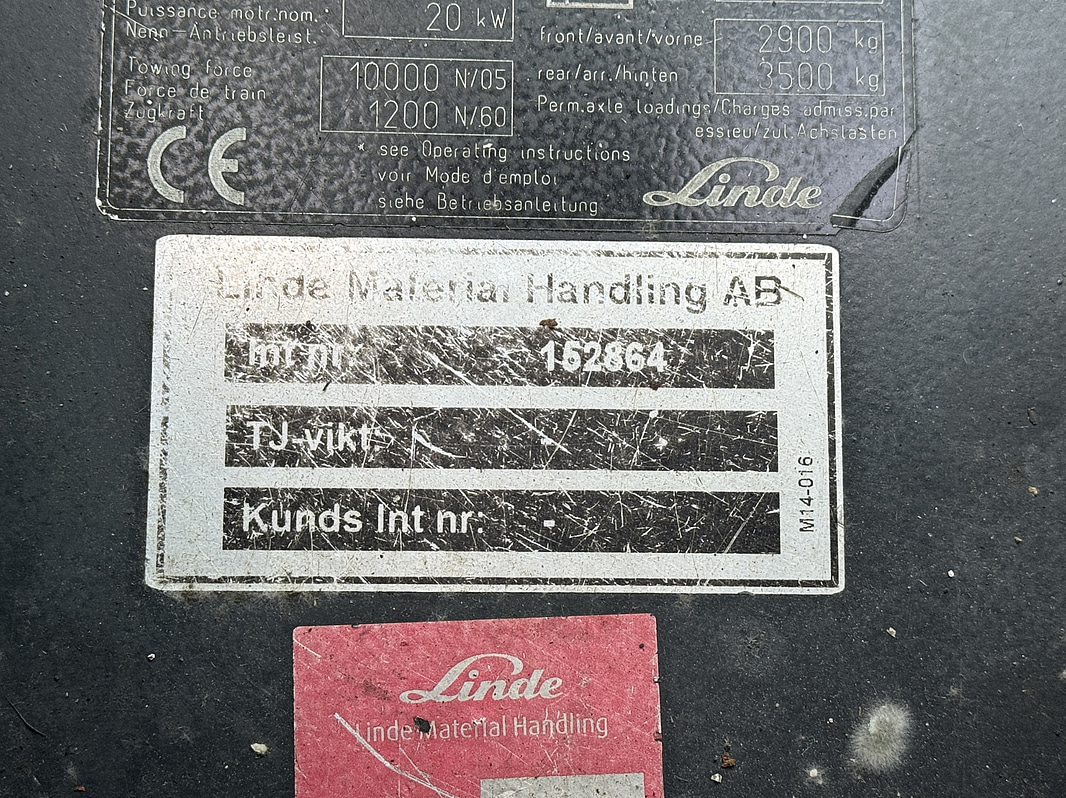 Puissance motr.nom.
Nenn-Antriebsleist.
20 kW
Towing force
Force de train
Zugkraft
10000 N/05
1200 N/60
front/avant/vorne
2900 kg
rear/arr./hinten
3500 kg
Perm.axle loadings/Charges admiss.par
essieu/zul.Achslasten
* see Operating instructions
voir Mode d'emploi
siehe Betriebsanleitung
CE
Linde
Linde Material Handling AB
Int nr: 152864
TJ-vikt: -
Kunds Int nr: -
M14-016
Linde
Linde Material Handling